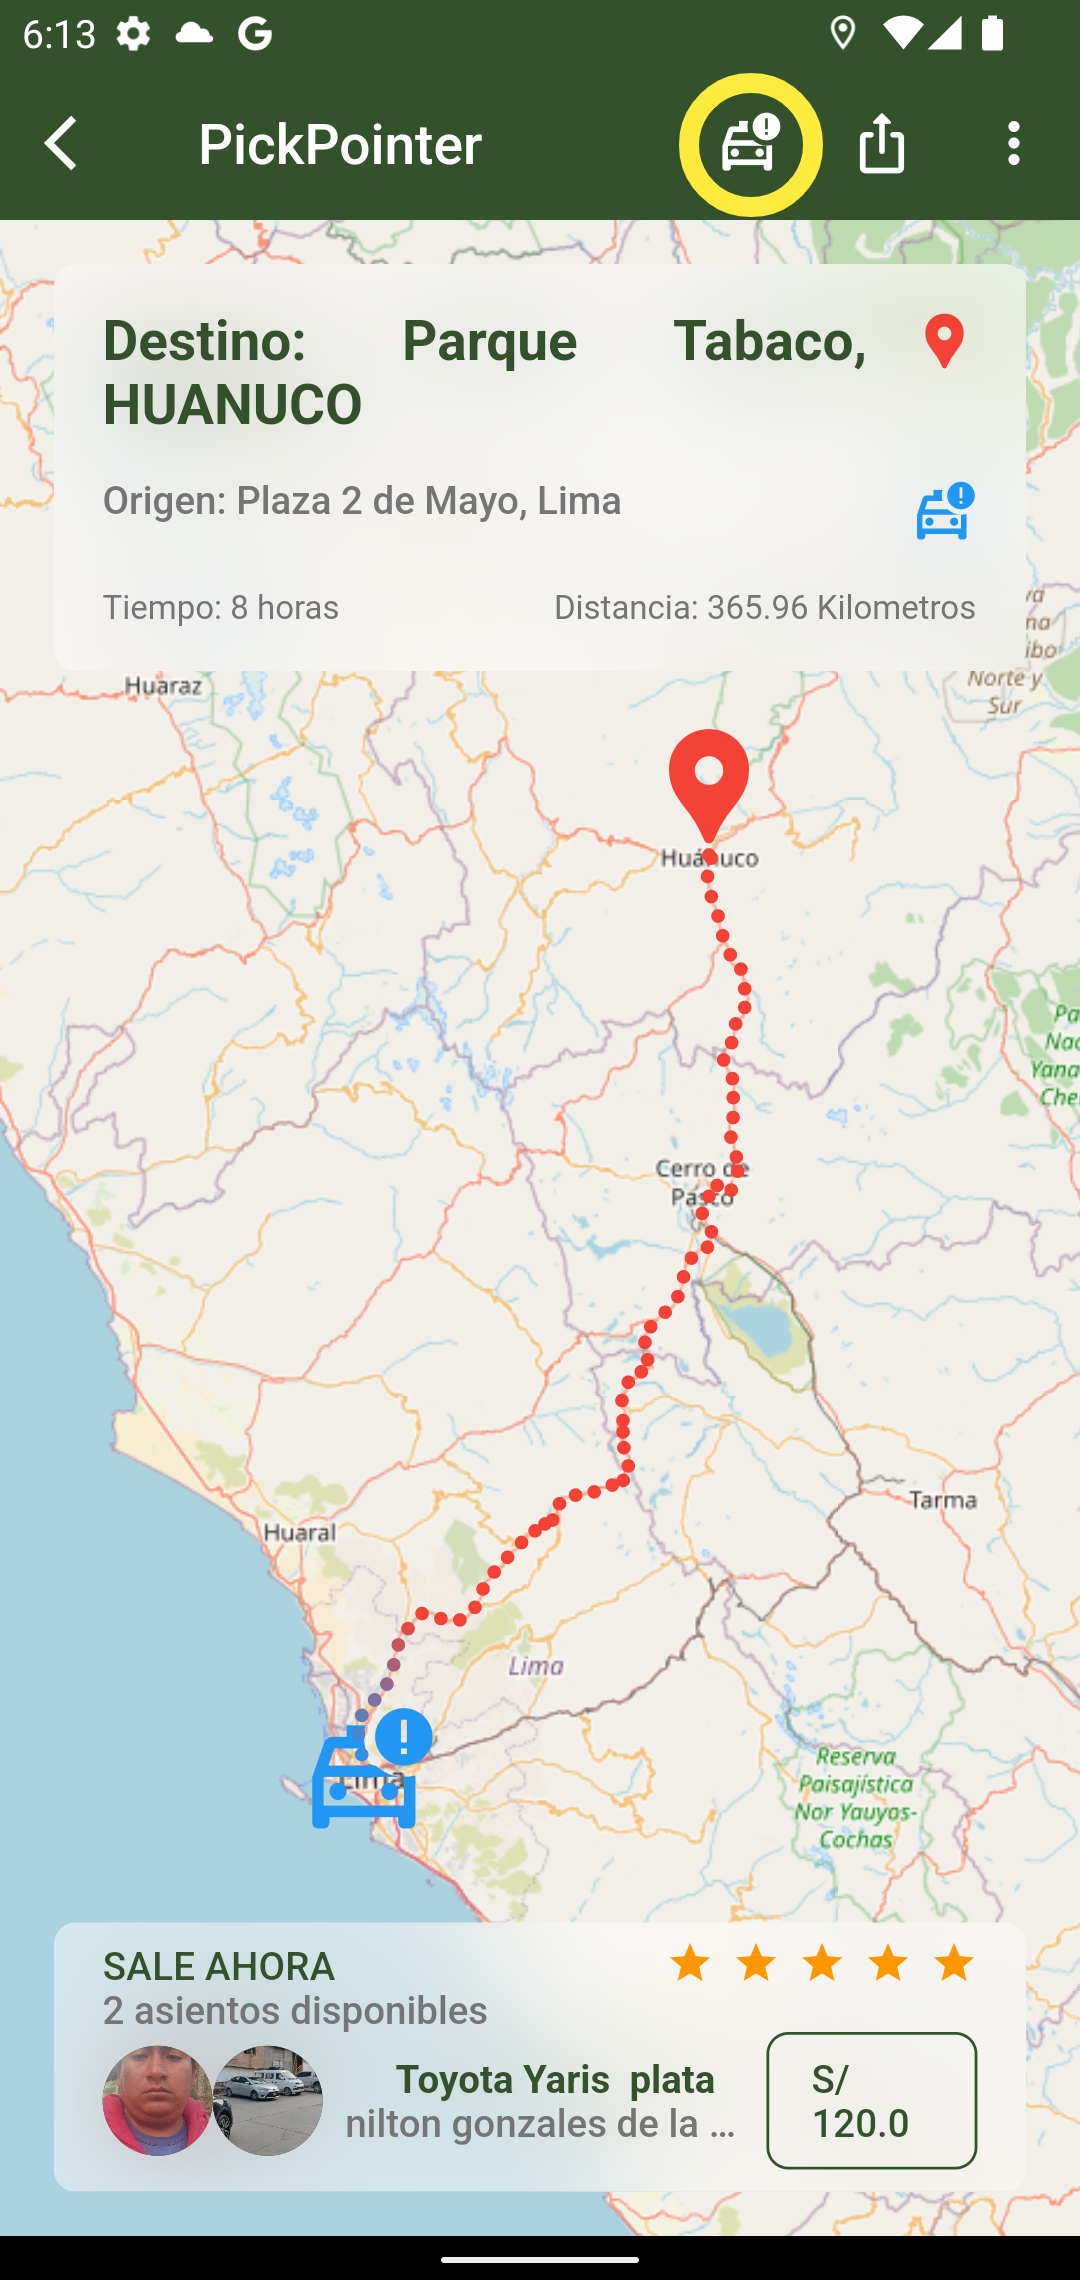 6:13
PickPointer
Destino: Parque Tabaco,
HUANUCO
Origen: Plaza 2 de Mayo, Lima
Tiempo: 8 horas
Distancia: 365.96 Kilometros
Huaraz
Norte y
Sur
Huánuco
Cerro de
Pasco
Tarma
Huaral
Lima
Lima
Reserva
Paisajística
Nor Yauyos-
Cochas
SALE AHORA
2 asientos disponibles
Toyota Yaris plata
nilton gonzales de la ...
S/
120.0